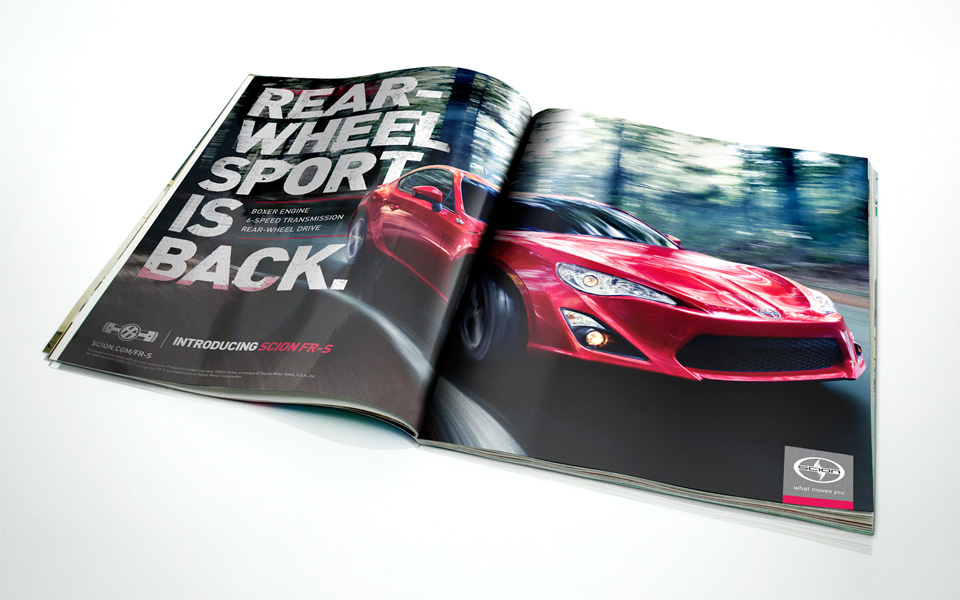 REAR-
WHEEL
SPORT
IS
BACK.
BOXER ENGINE
6-SPEED TRANSMISSION
REAR-WHEEL DRIVE
SCION.COM/FR-S
INTRODUCING SCION FR-S
SCION
what moves you